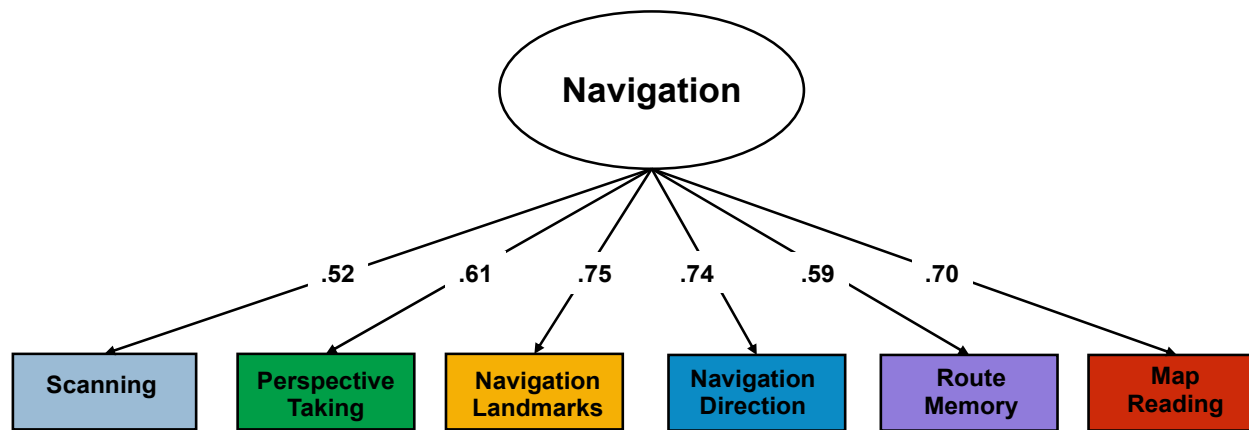 Navigation
.52
.61
.75
.74
.59
.70
Scanning
Perspective
Taking
Navigation
Landmarks
Navigation
Direction
Route
Memory
Map
Reading